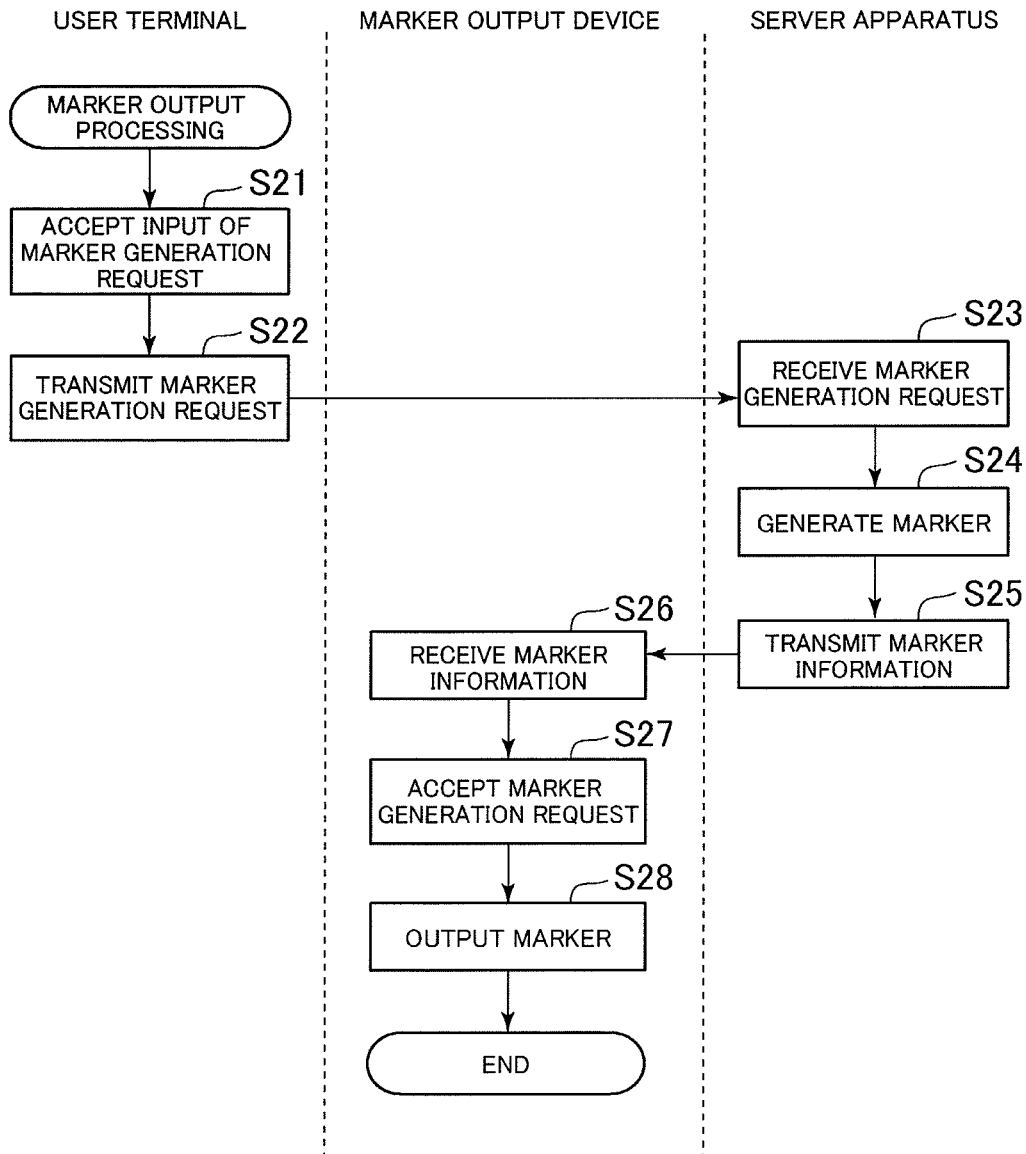 USER TERMINAL
MARKER OUTPUT DEVICE
SERVER APPARATUS
MARKER OUTPUT
PROCESSING
S21
ACCEPT INPUT OF
MARKER GENERATION
REQUEST
S22
TRANSMIT MARKER
GENERATION REQUEST
S23
RECEIVE MARKER
GENERATION REQUEST
S24
GENERATE MARKER
S25
TRANSMIT MARKER
INFORMATION
S26
RECEIVE MARKER
INFORMATION
S27
ACCEPT MARKER
GENERATION REQUEST
S28
OUTPUT MARKER
END